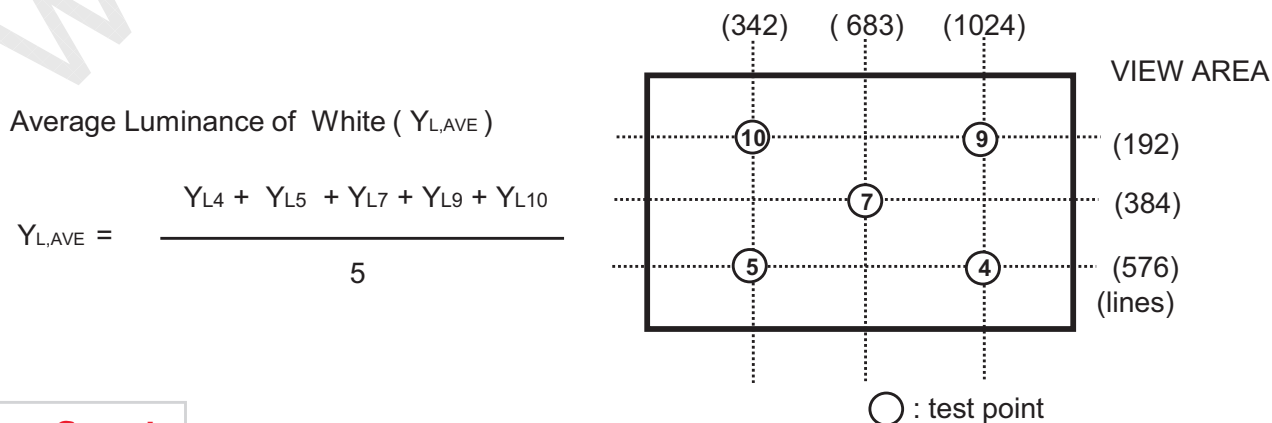 (342) ( 683) (1024)
VIEW AREA
Average Luminance of White ( YL,AVE )
10 9 (192)
YL4 + YL5 + YL7 + YL9 + YL10
7 (384)
YL,AVE =
5
5 4 (576)
(lines)
: test point